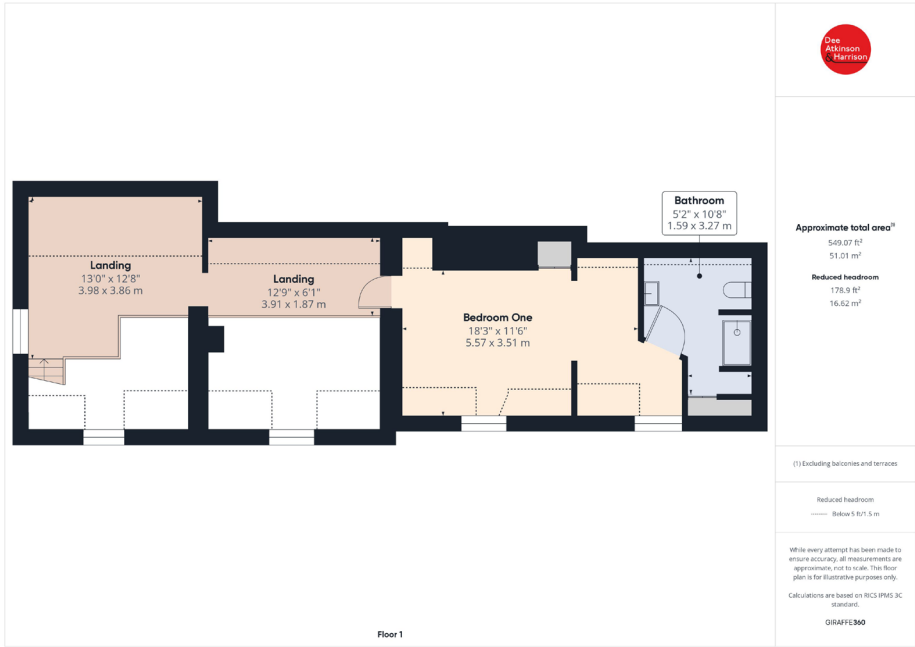 Dee
Atkinson
& Harrison
Bathroom
5'2" x 10'8"
1.59 x 3.27 m
Landing
13'0" x 12'8"
3.98 x 3.86 m
Landing
12'9" x 6'1"
3.91 x 1.87 m
Bedroom One
18'3" x 11'6"
5.57 x 3.51 m
Floor 1
Approximate total area⁽¹⁾
549.07 ft²
51.01 m²
Reduced headroom
178.9 ft²
16.62 m²
(1) Excluding balconies and terraces
Reduced headroom
Below 5 ft/1.5 m
While every attempt has been made to
ensure accuracy, all measurements are
approximate, not to scale. This floor
plan is for illustrative purposes only.
Calculations are based on RICS IPMS 3C
standard.
GIRAFFE360